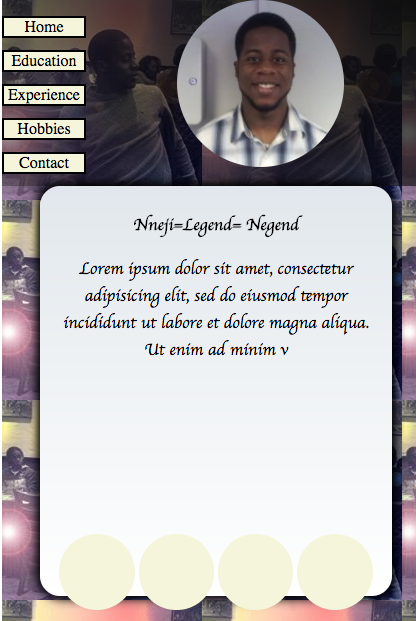 Home
Education
Experience
Hobbies
Contact
Nneji=Legend= Negend
Lorem ipsum dolor sit amet, consectetur
adipisicing elit, sed do eiusmod tempor
incididunt ut labore et dolore magna aliqua.
Ut enim ad minim v